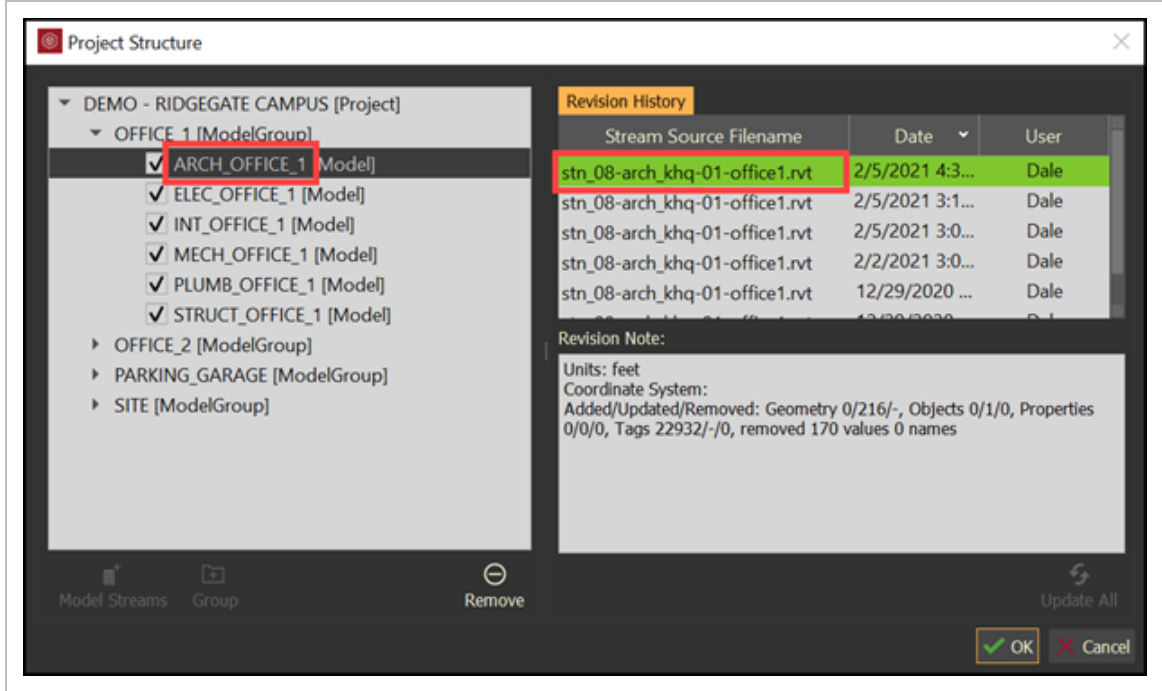 Project Structure
DEMO - RIDGEGATE CAMPUS [Project]
OFFICE_1 [ModelGroup]
ARCH_OFFICE_1 [Model]
ELEC_OFFICE_1 [Model]
INT_OFFICE_1 [Model]
MECH_OFFICE_1 [Model]
PLUMB_OFFICE_1 [Model]
STRUCT_OFFICE_1 [Model]
OFFICE_2 [ModelGroup]
PARKING_GARAGE [ModelGroup]
SITE [ModelGroup]
Model Streams Group Remove
Revision History
Stream Source Filename Date User
stn_08-arch_khq-01-office1.rvt 2/5/2021 4:3... Dale
stn_08-arch_khq-01-office1.rvt 2/5/2021 3:1... Dale
stn_08-arch_khq-01-office1.rvt 2/5/2021 3:0... Dale
stn_08-arch_khq-01-office1.rvt 2/2/2021 3:0... Dale
stn_08-arch_khq-01-office1.rvt 12/29/2020 ... Dale
Revision Note:
Units: feet
Coordinate System:
Added/Updated/Removed: Geometry 0/216/-, Objects 0/1/0, Properties
0/0/0, Tags 22932/-/0, removed 170 values 0 names
Update All
OK Cancel